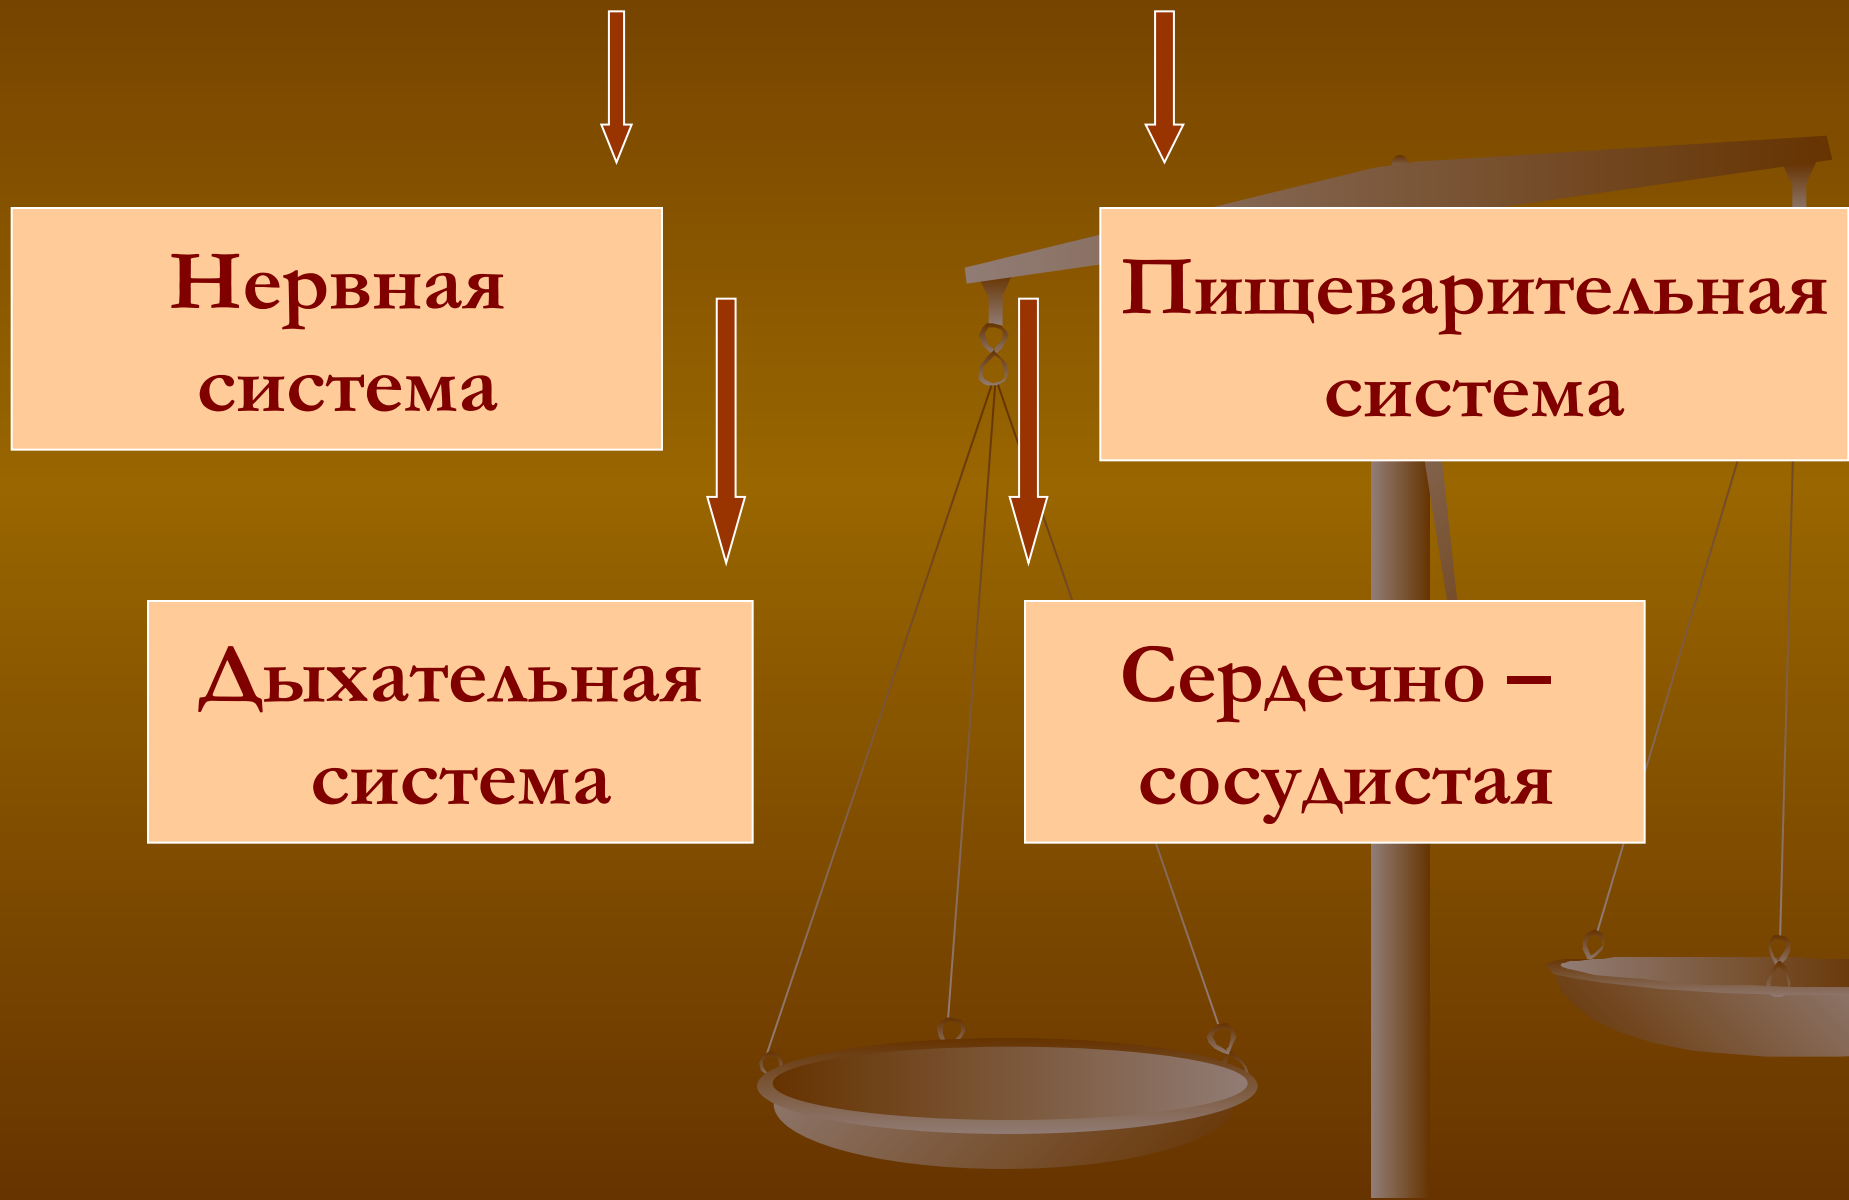 Нервная
система
Пищеварительная
система
Дыхательная
система
Сердечно –
сосудистая